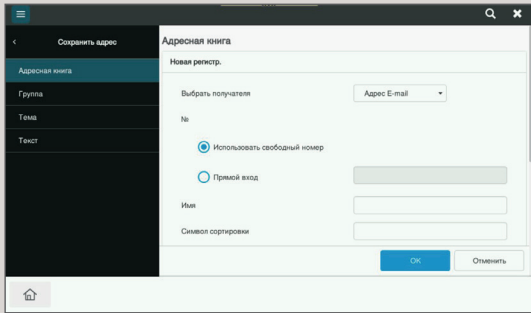 Сохранить адрес
Адресная книга
Группа
Тема
Текст
Адресная книга
Новая регистр.
Выбрать получателя
Адрес E-mail
№
Использовать свободный номер
Прямой вход
Имя
Символ сортировки
OK
Отменить